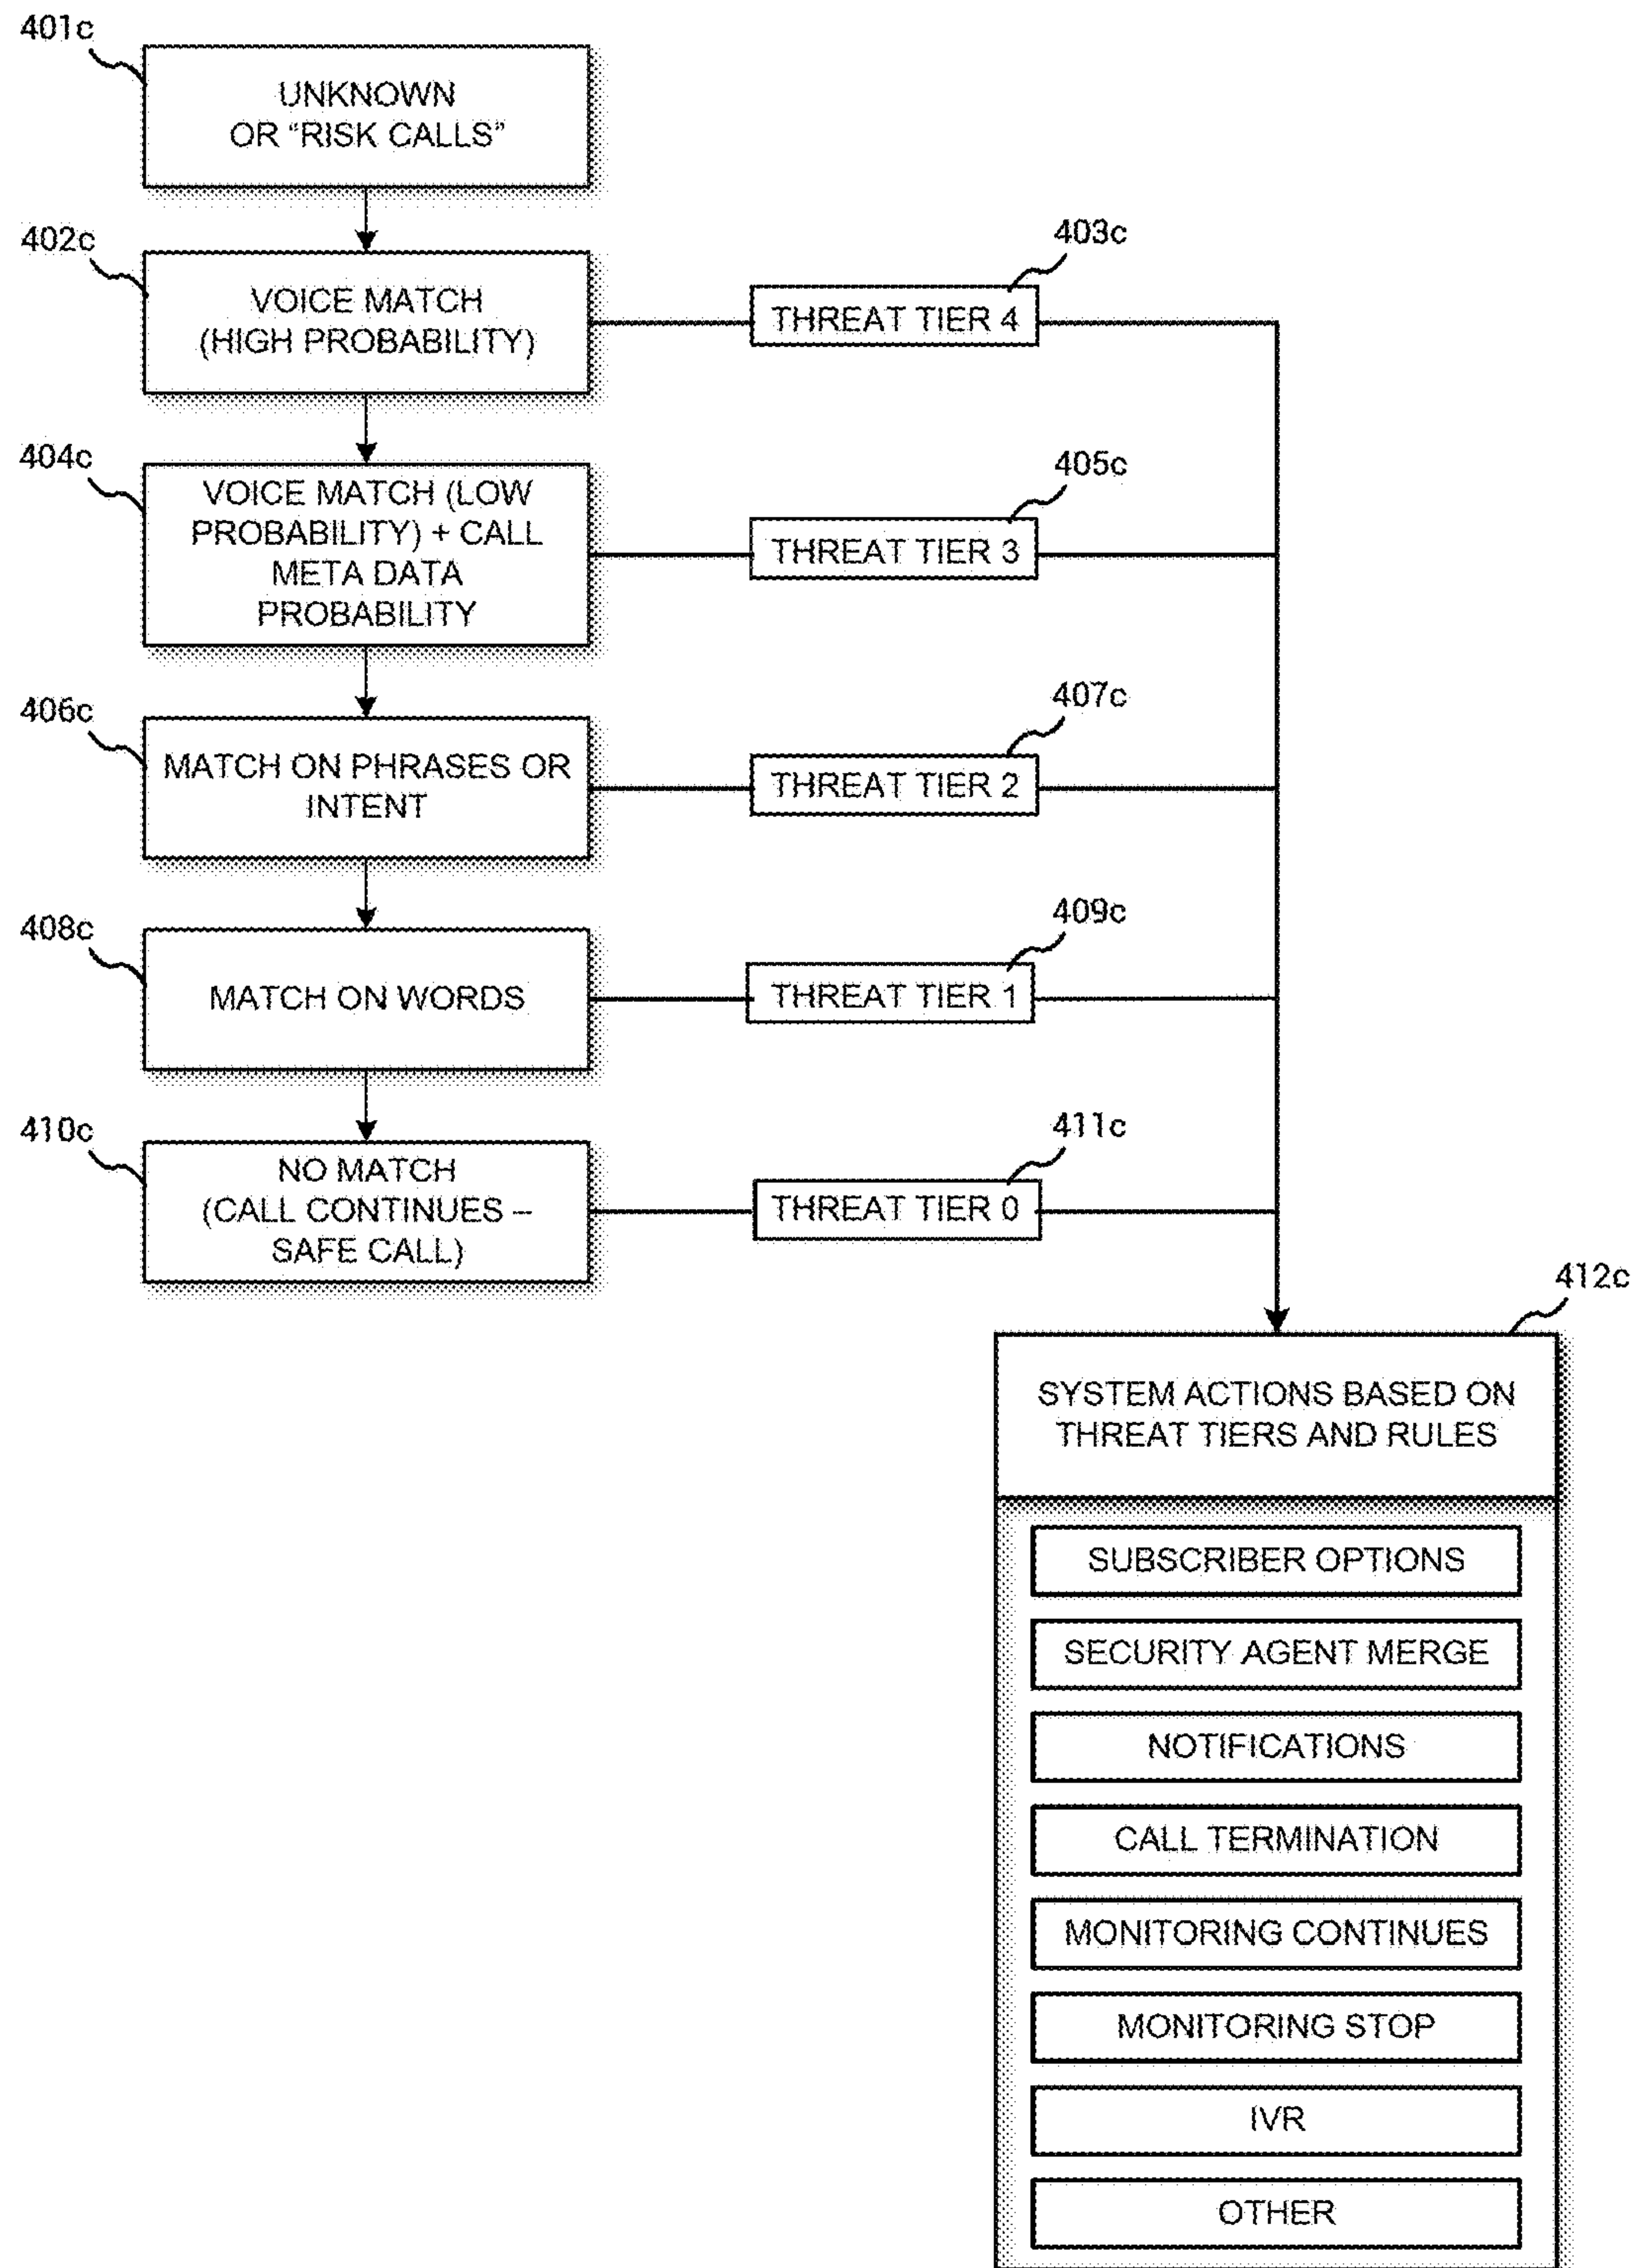 401c
UNKNOWN
OR “RISK CALLS”
402c
VOICE MATCH
(HIGH PROBABILITY)
403c
THREAT TIER 4
404c
VOICE MATCH (LOW
PROBABILITY) + CALL
META DATA
PROBABILITY
405c
THREAT TIER 3
406c
MATCH ON PHRASES OR
INTENT
407c
THREAT TIER 2
408c
MATCH ON WORDS
409c
THREAT TIER 1
410c
NO MATCH
(CALL CONTINUES --
SAFE CALL)
411c
THREAT TIER 0
412c
SYSTEM ACTIONS BASED ON
THREAT TIERS AND RULES
SUBSCRIBER OPTIONS
SECURITY AGENT MERGE
NOTIFICATIONS
CALL TERMINATION
MONITORING CONTINUES
MONITORING STOP
IVR
OTHER